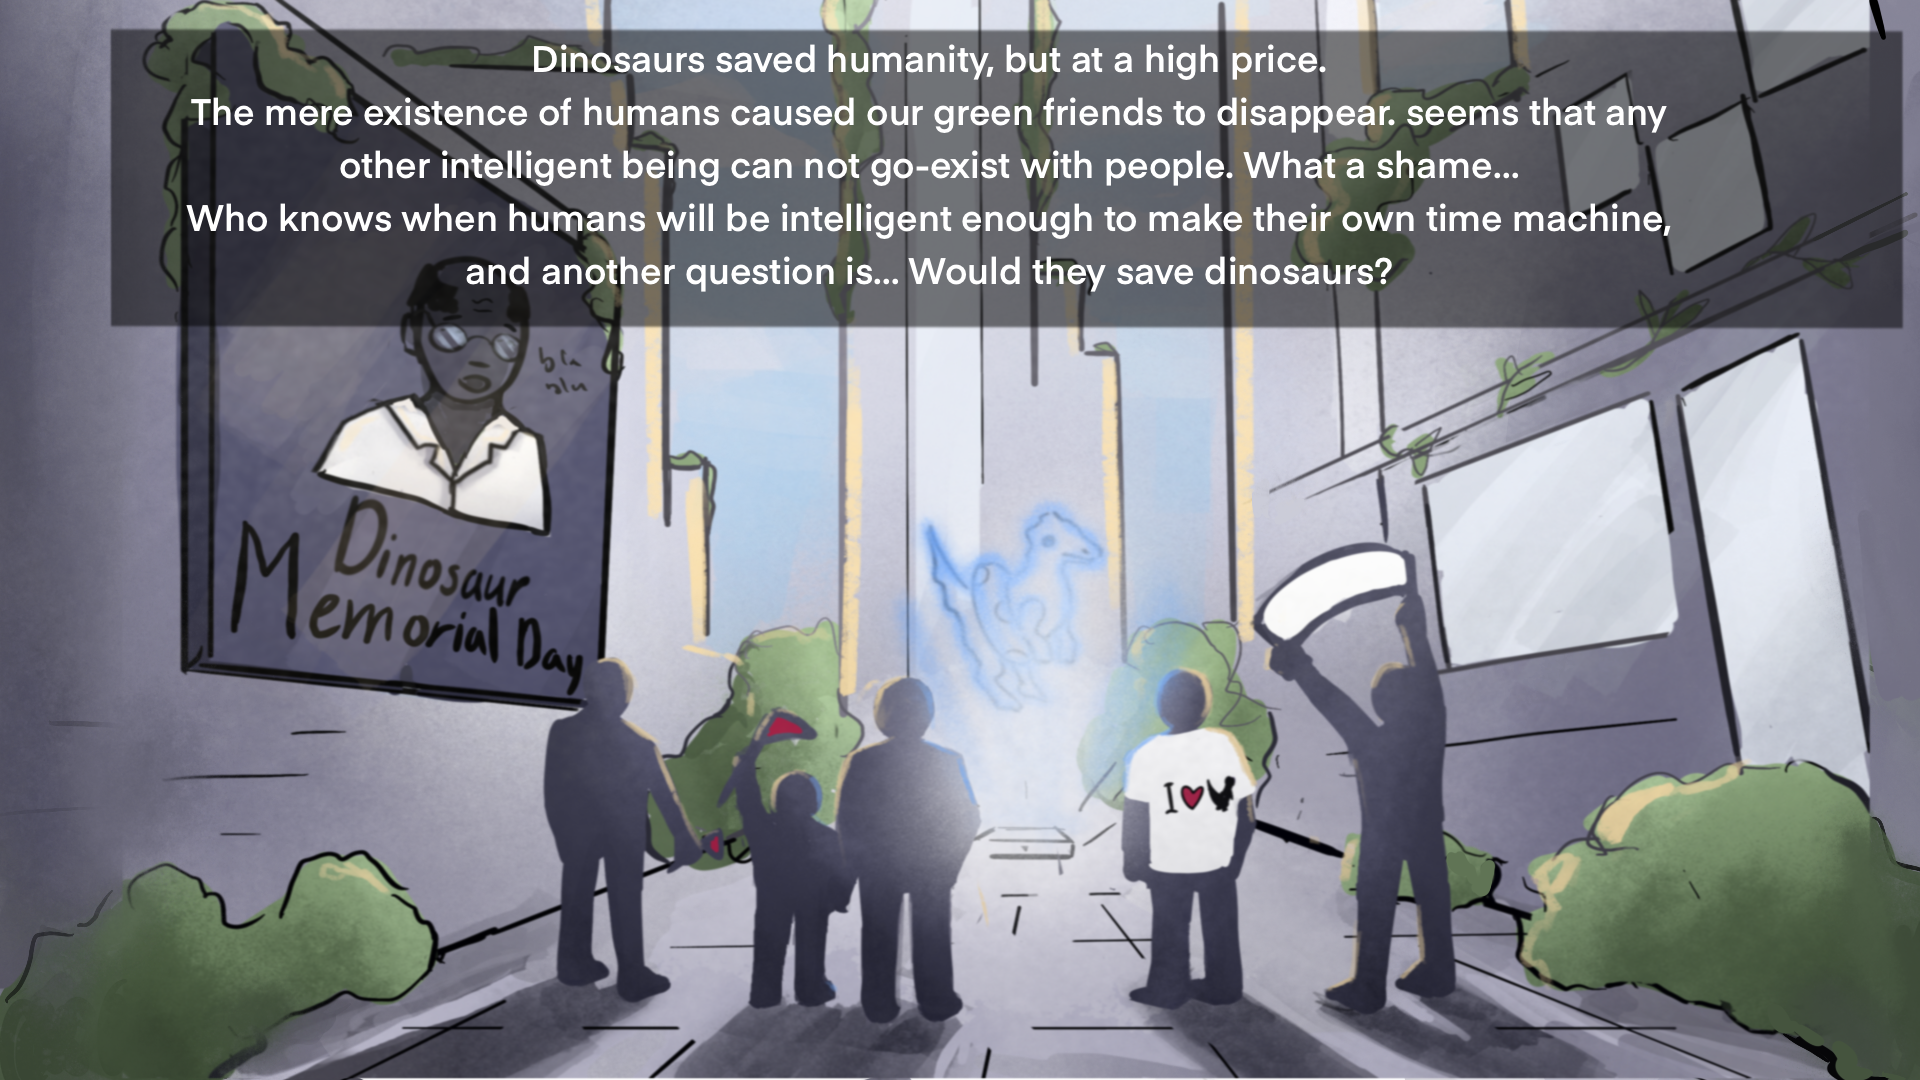 Dinosaurs saved humanity, but at a high price.
The mere existence of humans caused our green friends to disappear. seems that any
other intelligent being can not go-exist with people. What a shame...
Who knows when humans will be intelligent enough to make their own time machine,
and another question is... Would they save dinosaurs?
Dinosaur
Memorial Day
I